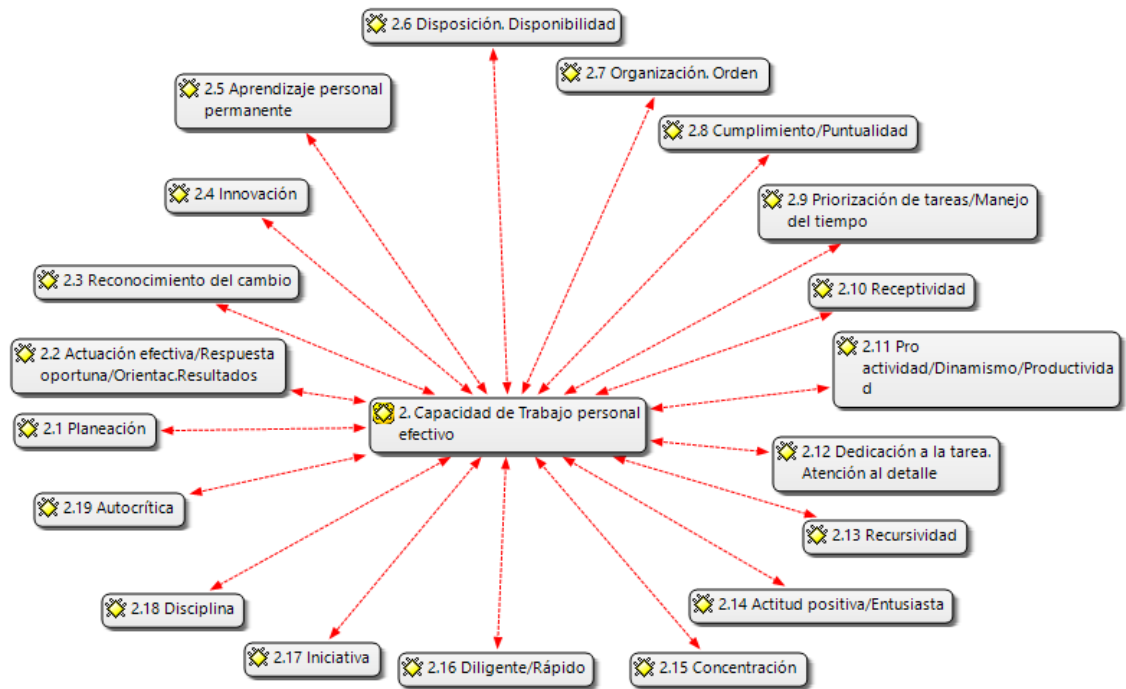 2.6 Disposición. Disponibilidad
2.7 Organización. Orden
2.5 Aprendizaje personal
permanente
2.8 Cumplimiento/Puntualidad
2.4 Innovación
2.9 Priorización de tareas/Manejo
del tiempo
2.3 Reconocimiento del cambio
2.10 Receptividad
2.2 Actuación efectiva/Respuesta
oportuna/Orientac.Resultados
2.11 Pro
actividad/Dinamismo/Productivida
d
2. Capacidad de Trabajo personal
efectivo
2.1 Planeación
2.12 Dedicación a la tarea.
Atención al detalle
2.19 Autocrítica
2.13 Recursividad
2.18 Disciplina
2.14 Actitud positiva/Entusiasta
2.17 Iniciativa
2.16 Diligente/Rápido
2.15 Concentración